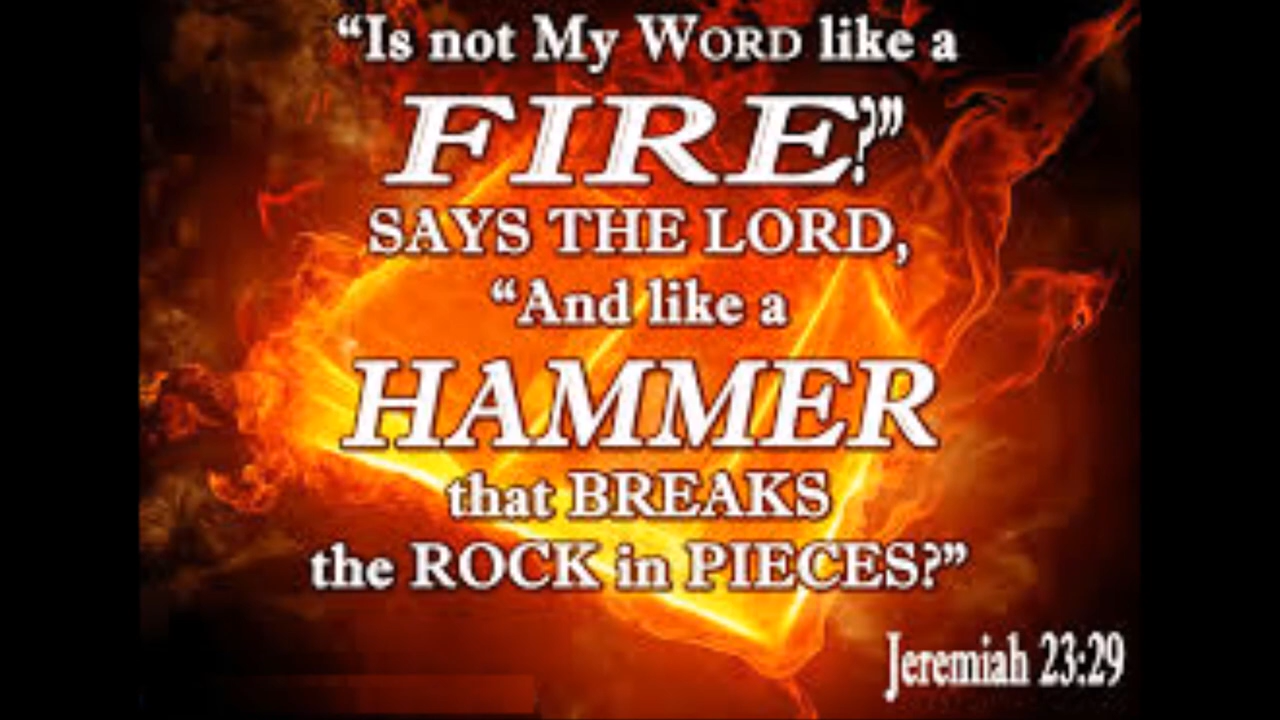 “Is not My WORD like a
FIRE?”
SAYS THE LORD,
“And like a
HAMMER
that BREAKS
the ROCK in PIECES?”
Jeremiah 23:29